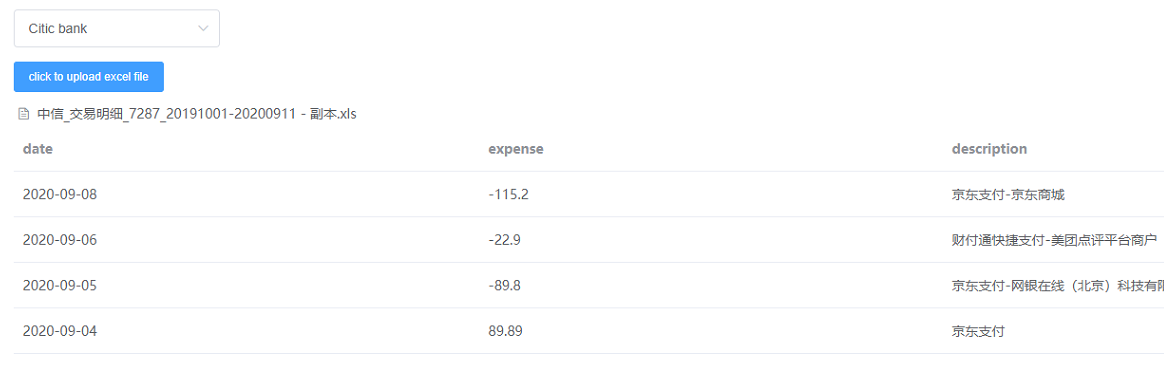 Citic bank
click to upload excel file
中信_交易明细_7287_20191001-20200911 - 副本.xls
date expense description
2020-09-08 -115.2 京东支付-京东商城
2020-09-06 -22.9 财付通快捷支付-美团点评平台商户
2020-09-05 -89.8 京东支付-网银在线（北京）科技有
2020-09-04 89.89 京东支付